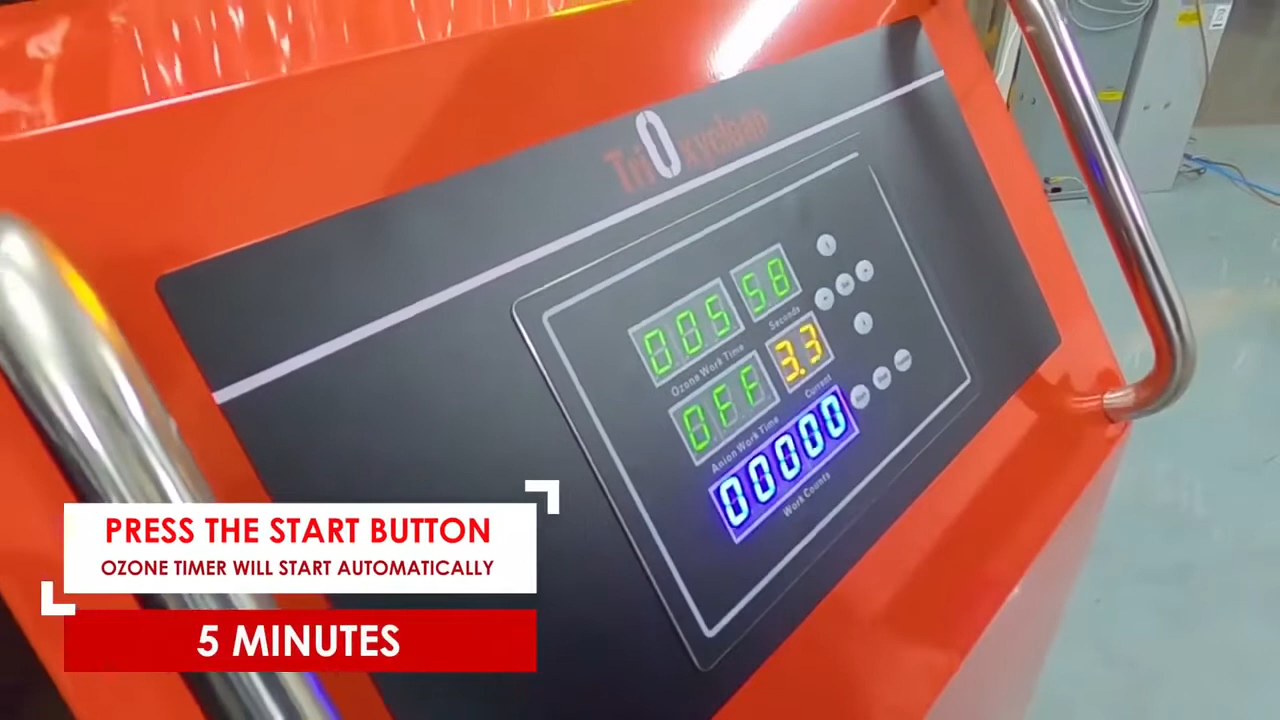 TriOxyclean
005 58
Ozone Work Time Seconds
OFF 3.3
Anion Work Time Current
00000
Work Counts
PRESS THE START BUTTON
OZONE TIMER WILL START AUTOMATICALLY
5 MINUTES